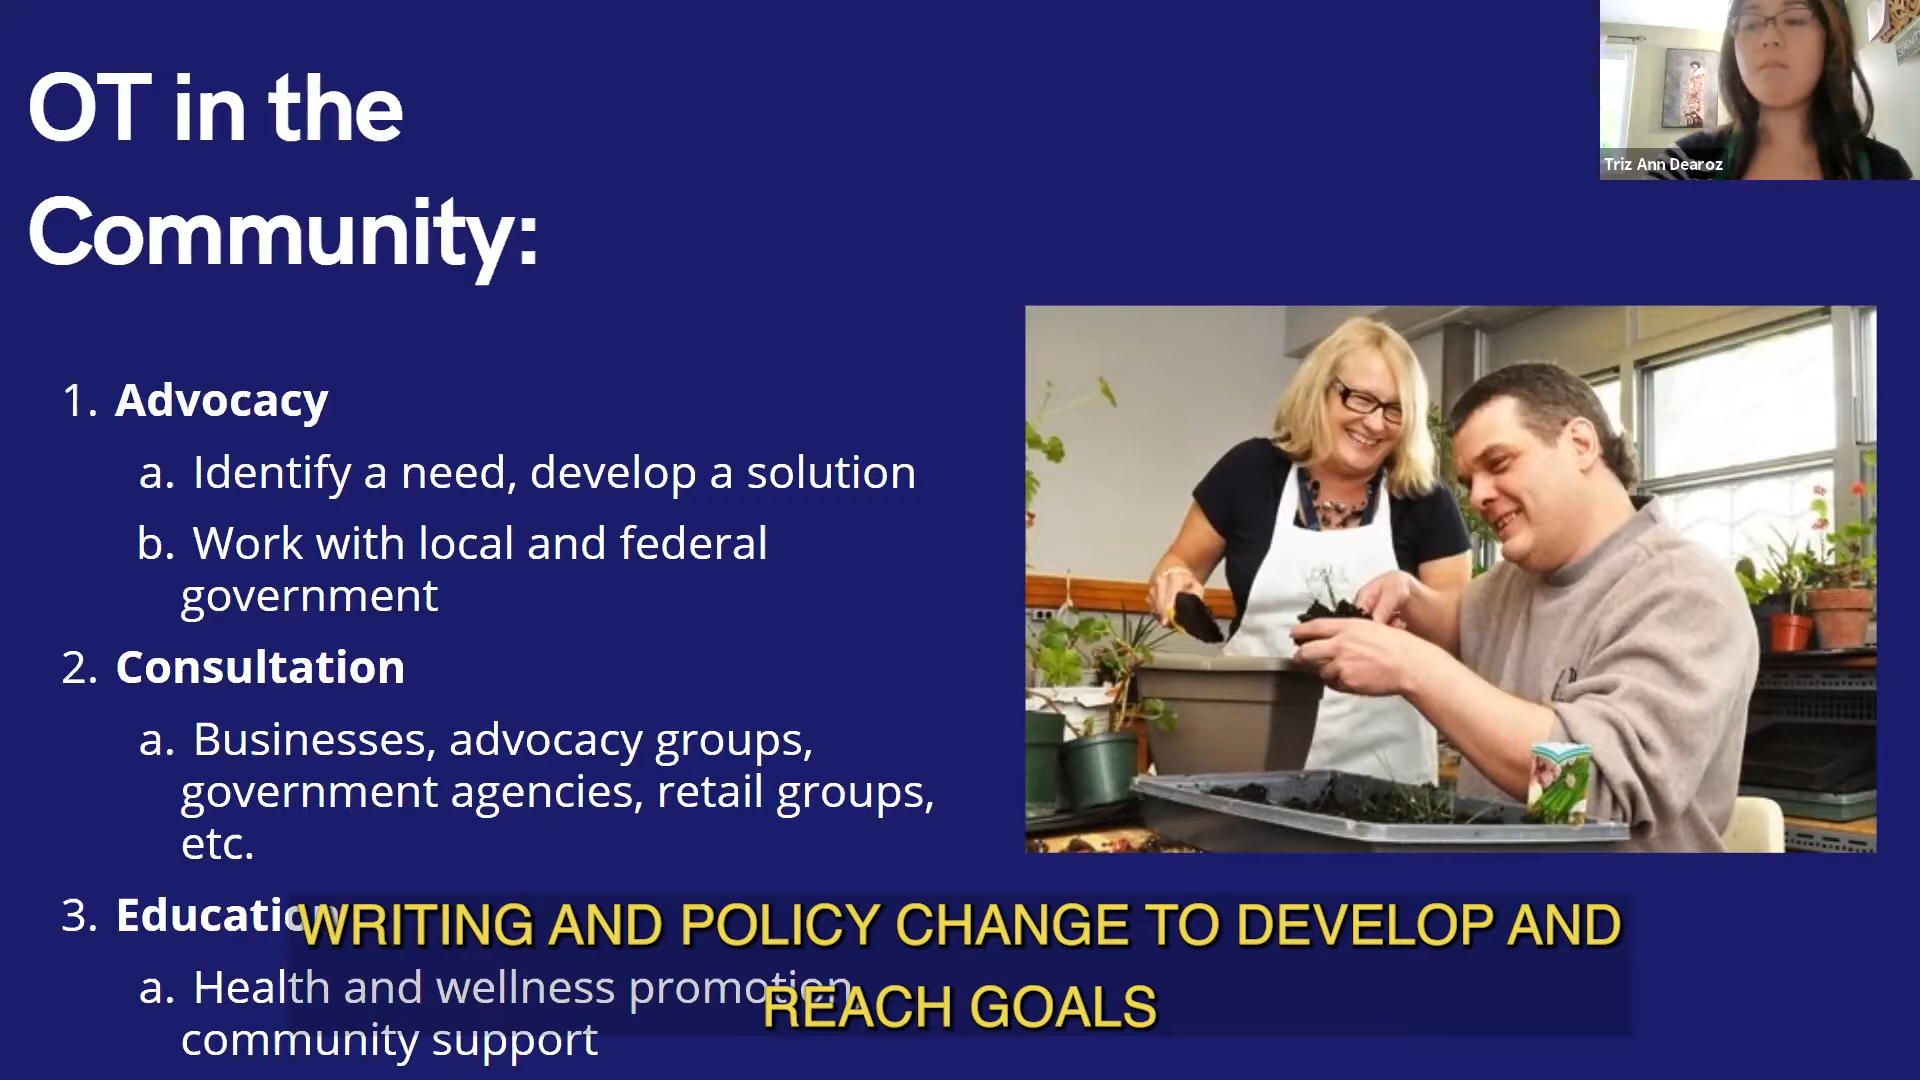 OT in the
Community:
1. Advocacy
a. Identify a need, develop a solution
b. Work with local and federal
government
2. Consultation
a. Businesses, advocacy groups,
government agencies, retail groups,
etc.
3. Education
a. Health and wellness promotion,
community support
Triz Ann Dearoz
WRITING AND POLICY CHANGE TO DEVELOP AND
REACH GOALS